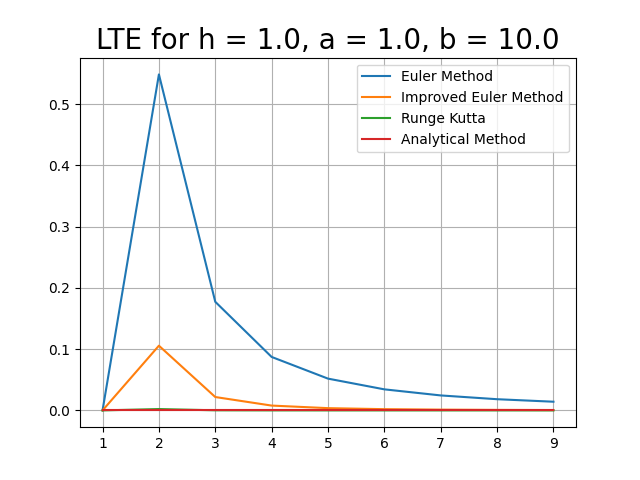 LTE for h = 1.0, a = 1.0, b = 10.0
Euler Method
Improved Euler Method
Runge Kutta
Analytical Method
0.5
0.4
0.3
0.2
0.1
0.0
1 2 3 4 5 6 7 8 9